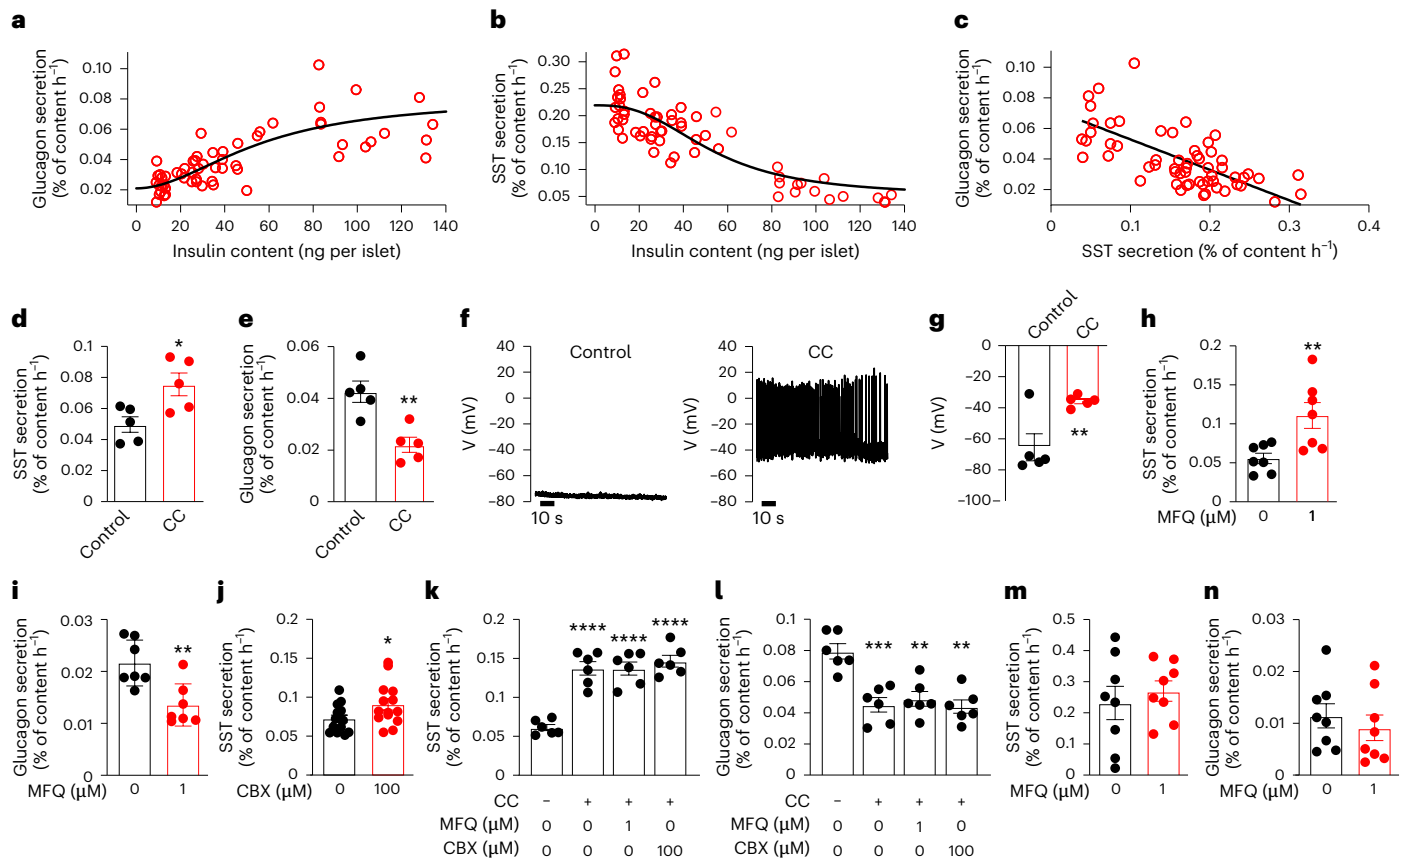 a
Glucagon secretion
(% of content h⁻¹)
0.10
0.08
0.06
0.04
0.02
0 20 40 60 80 100 120 140
Insulin content (ng per islet)
b
SST secretion
(% of content h⁻¹)
0.30
0.25
0.20
0.15
0.10
0.05
0 20 40 60 80 100 120 140
Insulin content (ng per islet)
c
Glucagon secretion
(% of content h⁻¹)
0.10
0.08
0.06
0.04
0.02
0 0.1 0.2 0.3 0.4
SST secretion (% of content h⁻¹)
d
SST secretion
(% of content h⁻¹)
0.1
0.08
0.06
0.04
0.02
0
*
Control
CC
e
Glucagon secretion
(% of content h⁻¹)
0.06
0.04
0.02
0
**
Control
CC
f
V (mV)
40
20
0
−20
−40
−60
−80
Control
10 s
V (mV)
40
20
0
−20
−40
−60
−80
CC
10 s
g
Control
CC
V (mV)
0
−20
−40
−60
−80
−100
**
h
SST secretion
(% of content h⁻¹)
0.2
0.15
0.10
0.05
0
**
MFQ (µM) 0 1
i
Glucagon secretion
(% of content h⁻¹)
0.03
0.02
0.01
0
**
MFQ (µM) 0 1
j
SST secretion
(% of content h⁻¹)
0.2
0.1
0.05
0
*
CBX (µM) 0 100
k
SST secretion
(% of content h⁻¹)
0.2
0.15
0.10
0.05
0
**** **** ****
CC − + + +
MFQ (µM) 0 0 1 0
CBX (µM) 0 0 0 100
l
Glucagon secretion
(% of content h⁻¹)
0.1
0.08
0.06
0.04
0.02
0
*** ** **
CC − + + +
MFQ (µM) 0 0 1 0
CBX (µM) 0 0 0 100
m
SST secretion
(% of content h⁻¹)
0.5
0.4
0.3
0.2
0.1
0
MFQ (µM) 0 1
n
Glucagon secretion
(% of content h⁻¹)
0.03
0.02
0.01
0
MFQ (µM) 0 1